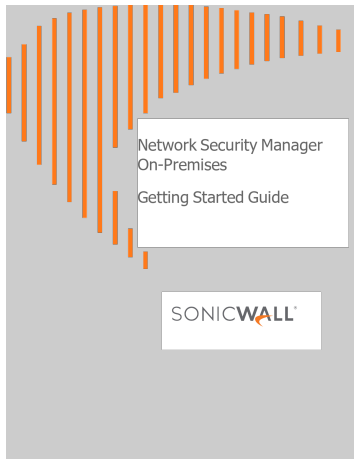 Network Security Manager
On-Premises
Getting Started Guide
SONICWALL®